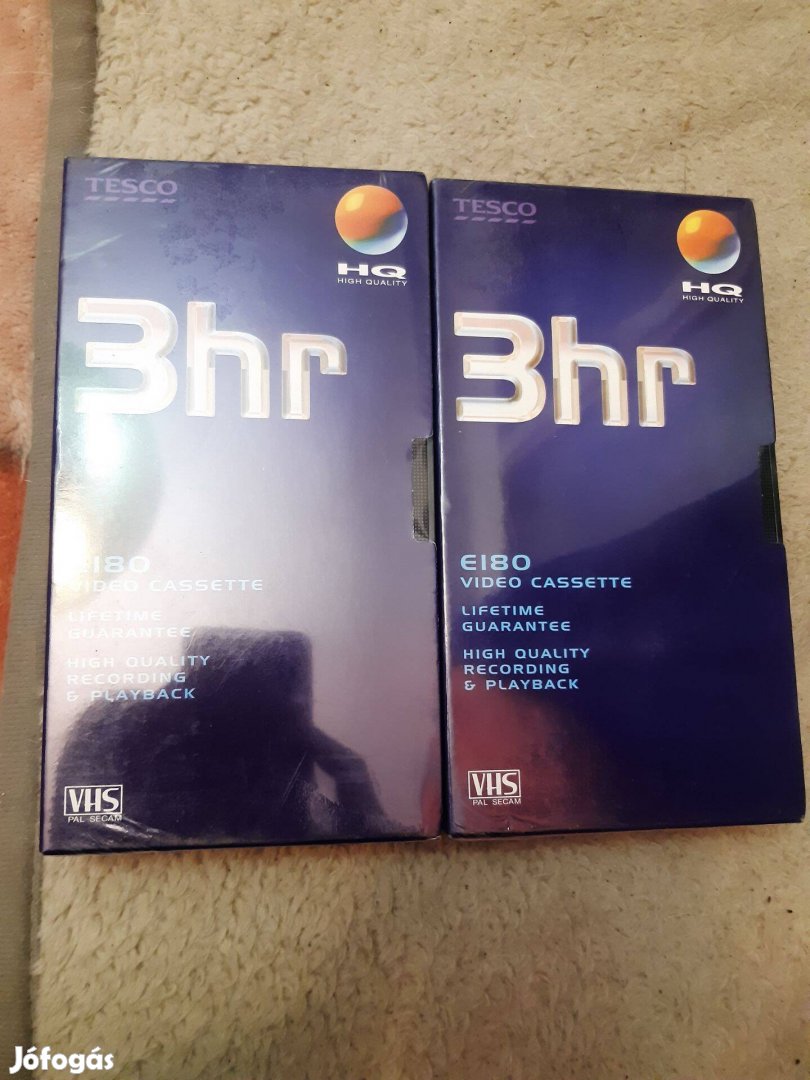 TESCO
HQ
HIGH QUALITY
3hr
E180
VIDEO CASSETTE
LIFETIME
GUARANTEE
HIGH QUALITY
RECORDING
& PLAYBACK
VHS
PAL SECAM
TESCO
HQ
HIGH QUALITY
3hr
E180
VIDEO CASSETTE
LIFETIME
GUARANTEE
HIGH QUALITY
RECORDING
& PLAYBACK
VHS
PAL SECAM
Jófogás